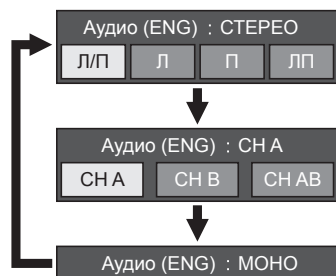 Аудио (ENG) : СТЕРЕО
Л/П Л П ЛП
Аудио (ENG) : CH A
CH A CH B CH AB
Аудио (ENG) : МОНО